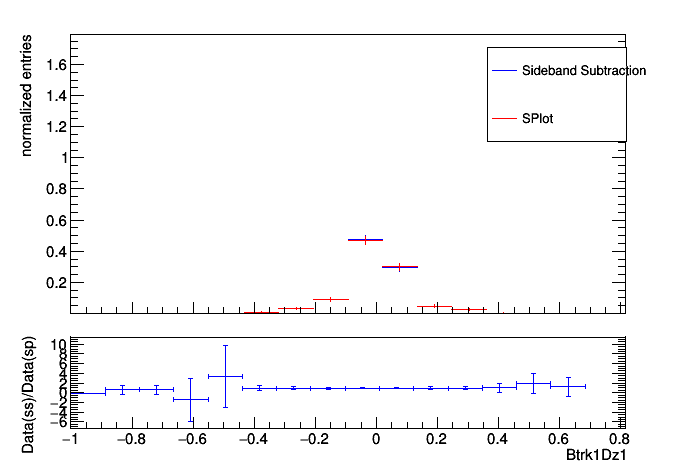 normalized entries
1.6
1.4
1.2
1
0.8
0.6
0.4
0.2
Sideband Subtraction
SPlot
Data(ss)/Data(sp)
10
8
6
4
2
0
−2
−4
−6
−1 −0.8 −0.6 −0.4 −0.2 0 0.2 0.4 0.6 0.8
Btrk1Dz1